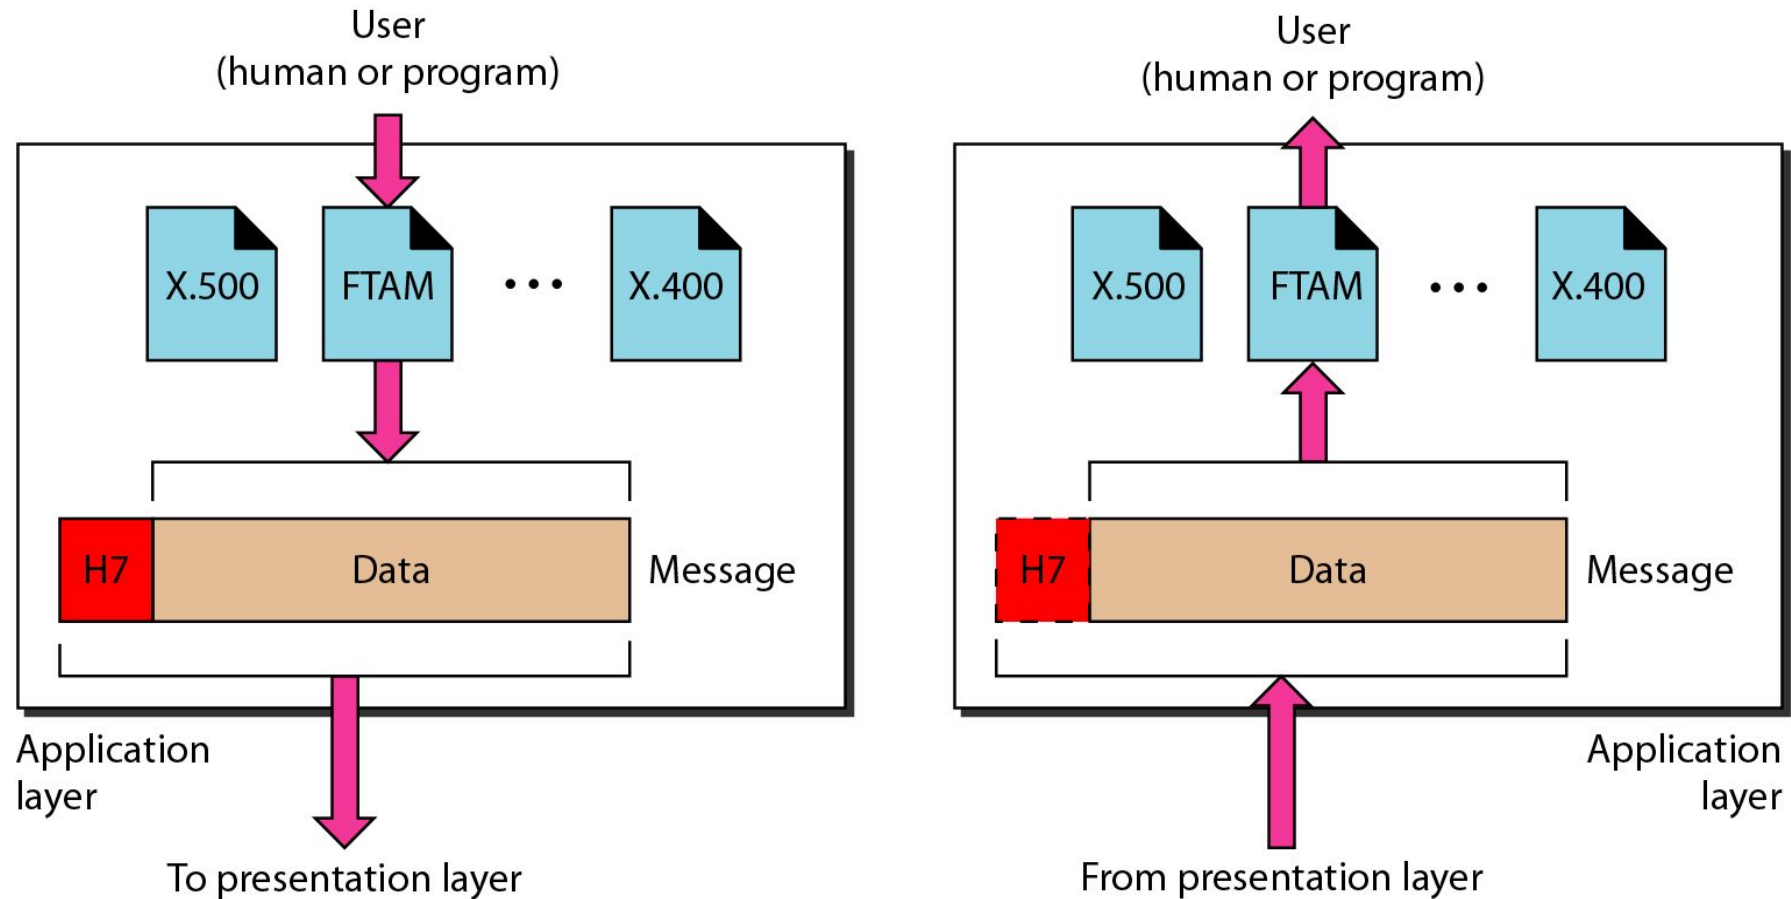 User
(human or program)
X.500
FTAM
...
X.400
H7
Data
Message
Application
layer
To presentation layer
User
(human or program)
X.500
FTAM
...
X.400
H7
Data
Message
Application
layer
From presentation layer